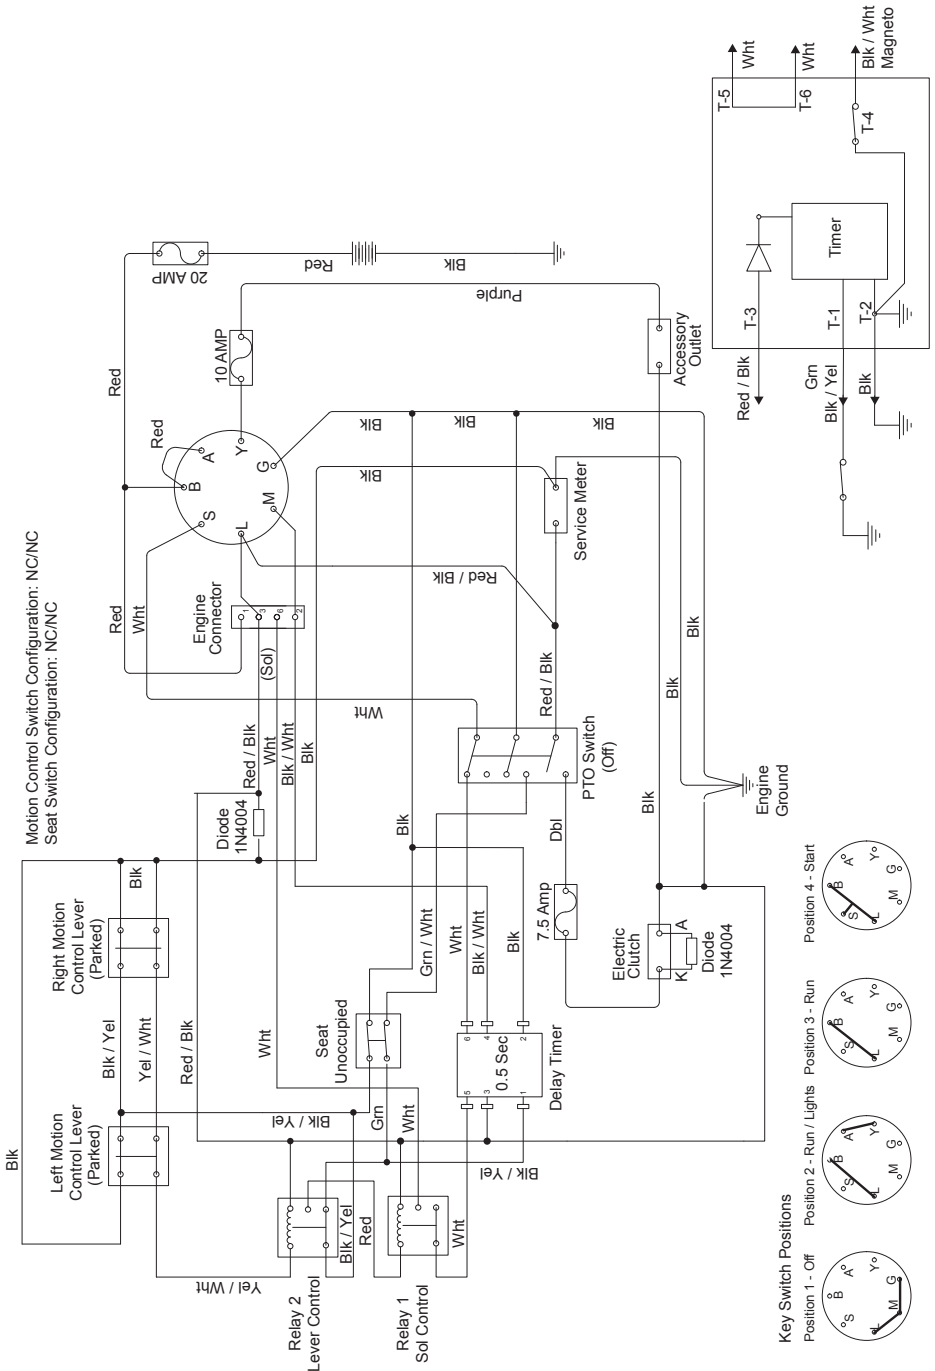 Motion Control Switch Configuration: NC/NC
Seat Switch Configuration: NC/NC
Blk
Left Motion
Control Lever
(Parked)
Right Motion
Control Lever
(Parked)
Blk / Yel
Yel / Wht
Blk
Red / Blk
Wht
Diode
1N4004
Red / Blk
Wht
Blk / Wht
Blk
Engine
Connector
1
3
6
2
(Sol)
Red
Wht
Red
Red
S
B
A
L
Y
M
G
10 AMP
20 AMP
Red
Blk
Purple
Blk
Blk
Blk
Blk
Red / Blk
Wht
Red / Blk
Service Meter
Accessory
Outlet
PTO Switch
(Off)
Blk
Grn / Wht
Wht
Blk / Wht
Blk
Dbl
7.5 Amp
Blk
Blk
Blk
Engine
Ground
Electric
Clutch
K
A
Diode
1N4004
Seat
Unoccupied
Blk / Yel
Grn
Wht
Delay Timer
0.5 Sec
5
3
1
6
4
2
Blk / Yel
Yel / Wht
Relay 2
Lever Control
Blk / Yel
Red
Relay 1
Sol Control
Wht
T-5
Wht
T-6
Wht
T-4
Blk / Wht
Magneto
Timer
T-3
T-1
T-2
Red / Blk
Grn
Blk / Yel
Blk
Key Switch Positions
Position 1 - Off
S
B
A
L
Y
M
G
Position 2 - Run / Lights
S
B
A
L
Y
M
G
Position 3 - Run
S
B
A
L
Y
M
G
Position 4 - Start
S
B
A
L
Y
M
G